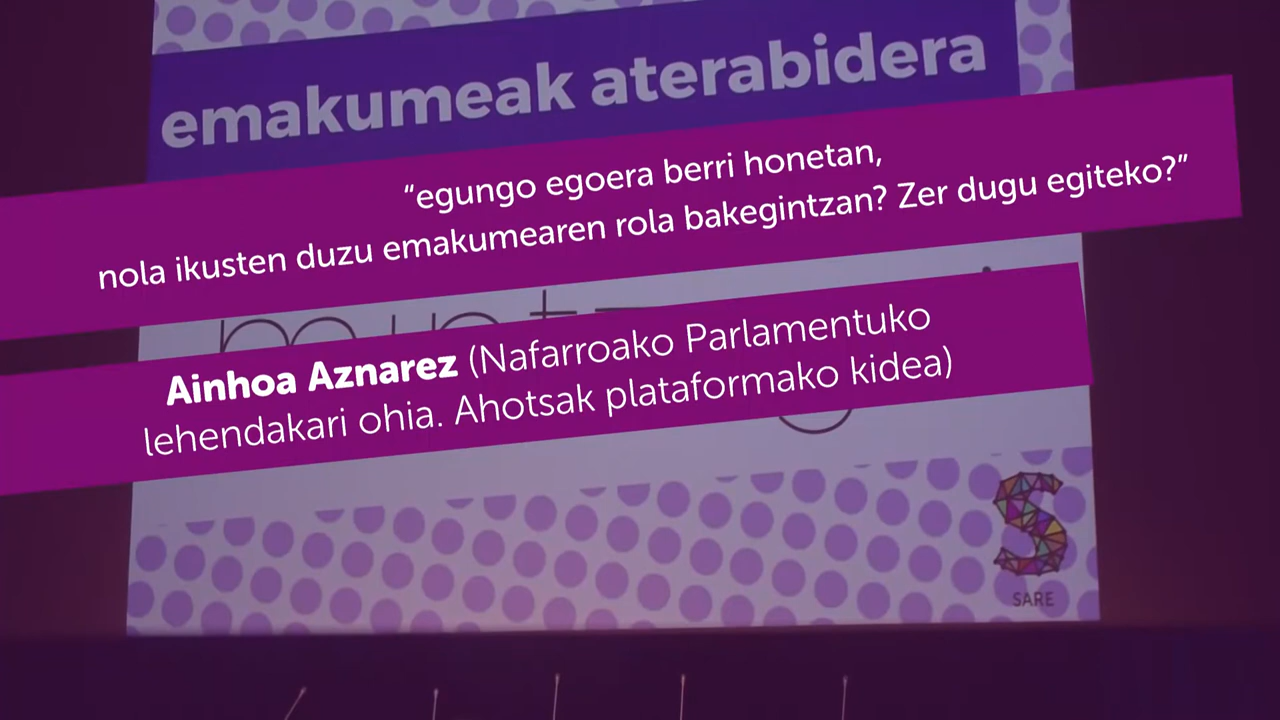 emakumeak aterabidera
“egungo egoera berri honetan,
nola ikusten duzu emakumearen rola bakegintzan? Zer dugu egiteko?”
Ainhoa Aznarez (Nafarroako Parlamentuko
lehendakari ohia. Ahotsak plataformako kidea)
SARE